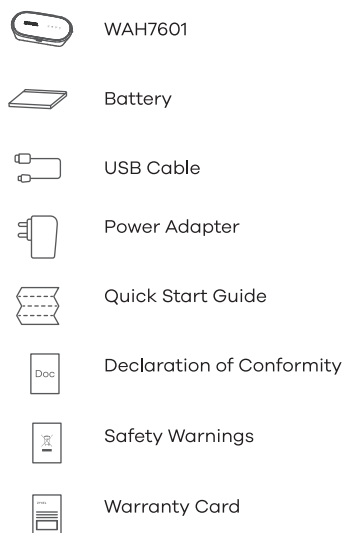 WAH7601
Battery
USB Cable
Power Adapter
Quick Start Guide
Doc
Declaration of Conformity
Safety Warnings
Warranty Card